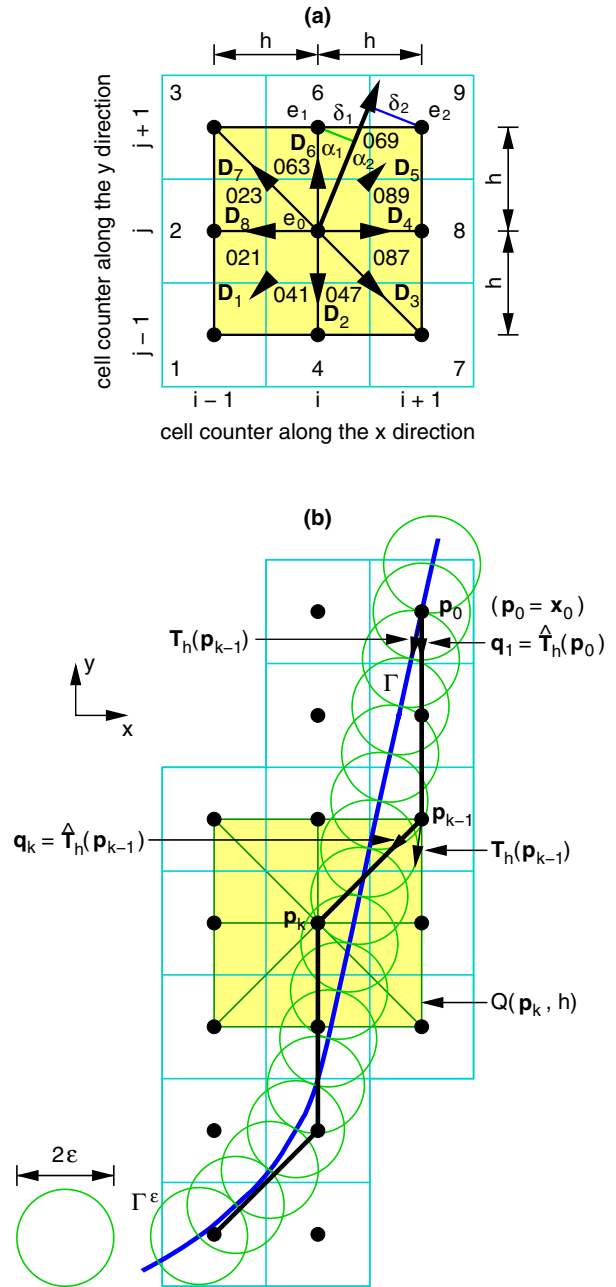 (a)
h h
3 6 9
e1 δ1 δ2 e2
j + 1
D6 α1 α2 069
D7 063 D5
023 089
cell counter along the y direction
h
2 j D8 e0 D4 8
021 087
h
D1 041 047 D3
D2
j − 1
1 4 7
i − 1 i i + 1
cell counter along the x direction
(b)
p0 (p0 = x0)
Th(pk−1) q1 = T̂h(p0)
y
Γ
x
pk−1
qk = T̂h(pk−1) Th(pk−1)
pk
Q(pk , h)
2ε
Γε